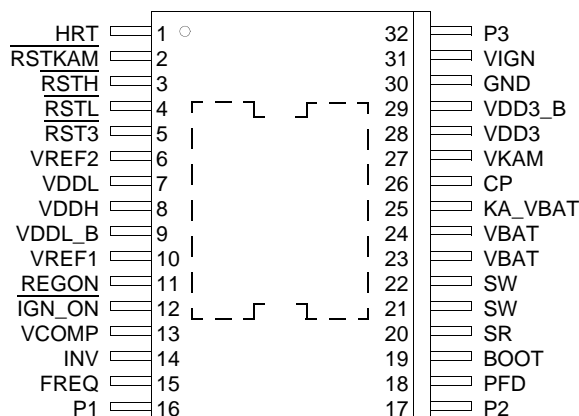 HRT 1 32 P3
RSTKAM 2 31 VIGN
RSTH 3 30 GND
RSTL 4 29 VDD3_B
RST3 5 28 VDD3
VREF2 6 27 VKAM
VDDL 7 26 CP
VDDH 8 25 KA_VBAT
VDDL_B 9 24 VBAT
VREF1 10 23 VBAT
REGON 11 22 SW
IGN_ON 12 21 SW
VCOMP 13 20 SR
INV 14 19 BOOT
FREQ 15 18 PFD
P1 16 17 P2